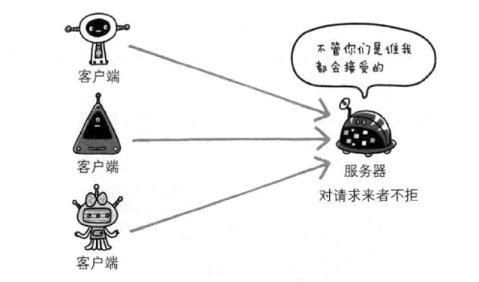 不管你们是谁我
都会接受的
客户端
客户端
服务器
对请求来者不拒
客户端